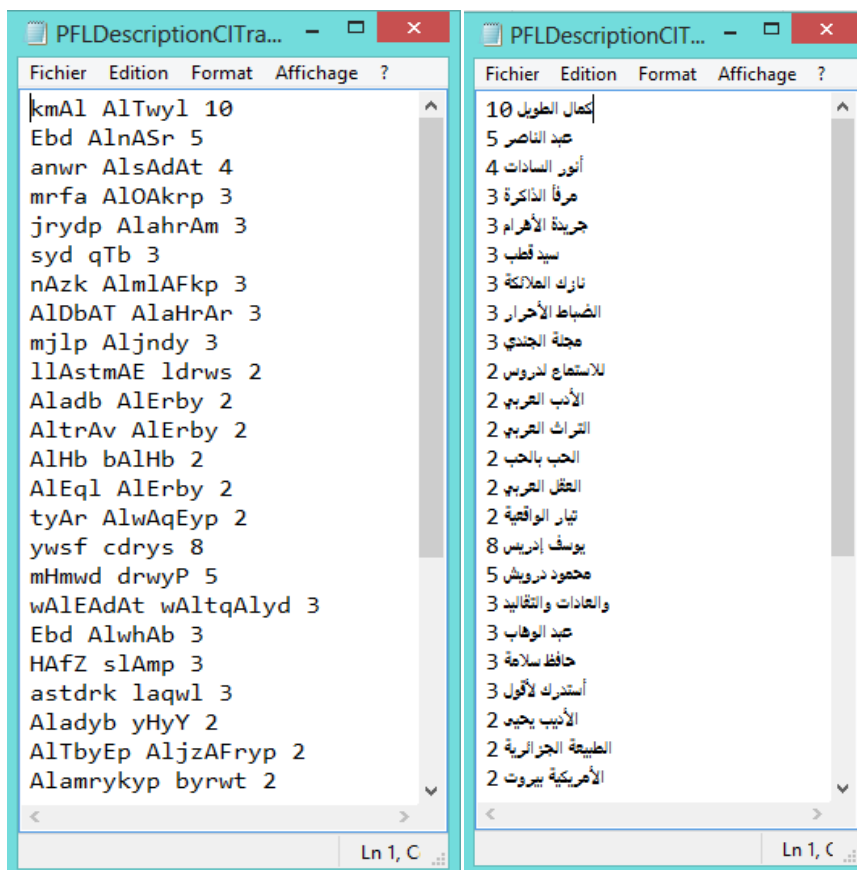 PFLDescriptionClTra...
Fichier Edition Format Affichage ?
kmAl AlTwyl 10
Ebd AlnASr 5
anwr AlsAdAt 4
mrfa AlOAkrp 3
jrydp AlahrAm 3
syd qTb 3
nAzk AlmlAFkp 3
AlDbAT AlaHrAr 3
mjlp Aljndy 3
llAstmAE ldrws 2
Aladb AlErby 2
AltrAv AlErby 2
AlHb bAlHb 2
AlEql AlErby 2
tyAr AlwAqEyp 2
ywsf cdrys 8
mHmwd drwyP 5
wAlEAdAt wAltqAlyd 3
Ebd AlwhAb 3
HAfZ slAmp 3
astdrk laqwl 3
Aladyb yHyY 2
AlTbyEp AljzAFryp 2
Alamrykyp byrwt 2
Ln 1, C
PFLDescriptionClT...
Fichier Edition Format Affichage ?
كمال الطويل 10
عبد الناصر 5
أنور السادات 4
مرفأ الذاكرة 3
جريدة الأهرام 3
سيد قطب 3
نازك الملائكة 3
الضباط الأحرار 3
مجلة الجندي 3
للاستماع لدروس 2
الأدب العربي 2
التراث العربي 2
الحب بالحب 2
العقل العربي 2
تيار الواقعية 2
يوسف إدريس 8
محمود درويش 5
والعادات والتقاليد 3
عبد الوهاب 3
حافظ سلامة 3
أستدرك لأقول 3
الأديب يحيى 2
الطبيعة الجزائرية 2
الأمريكية بيروت 2
Ln 1, C